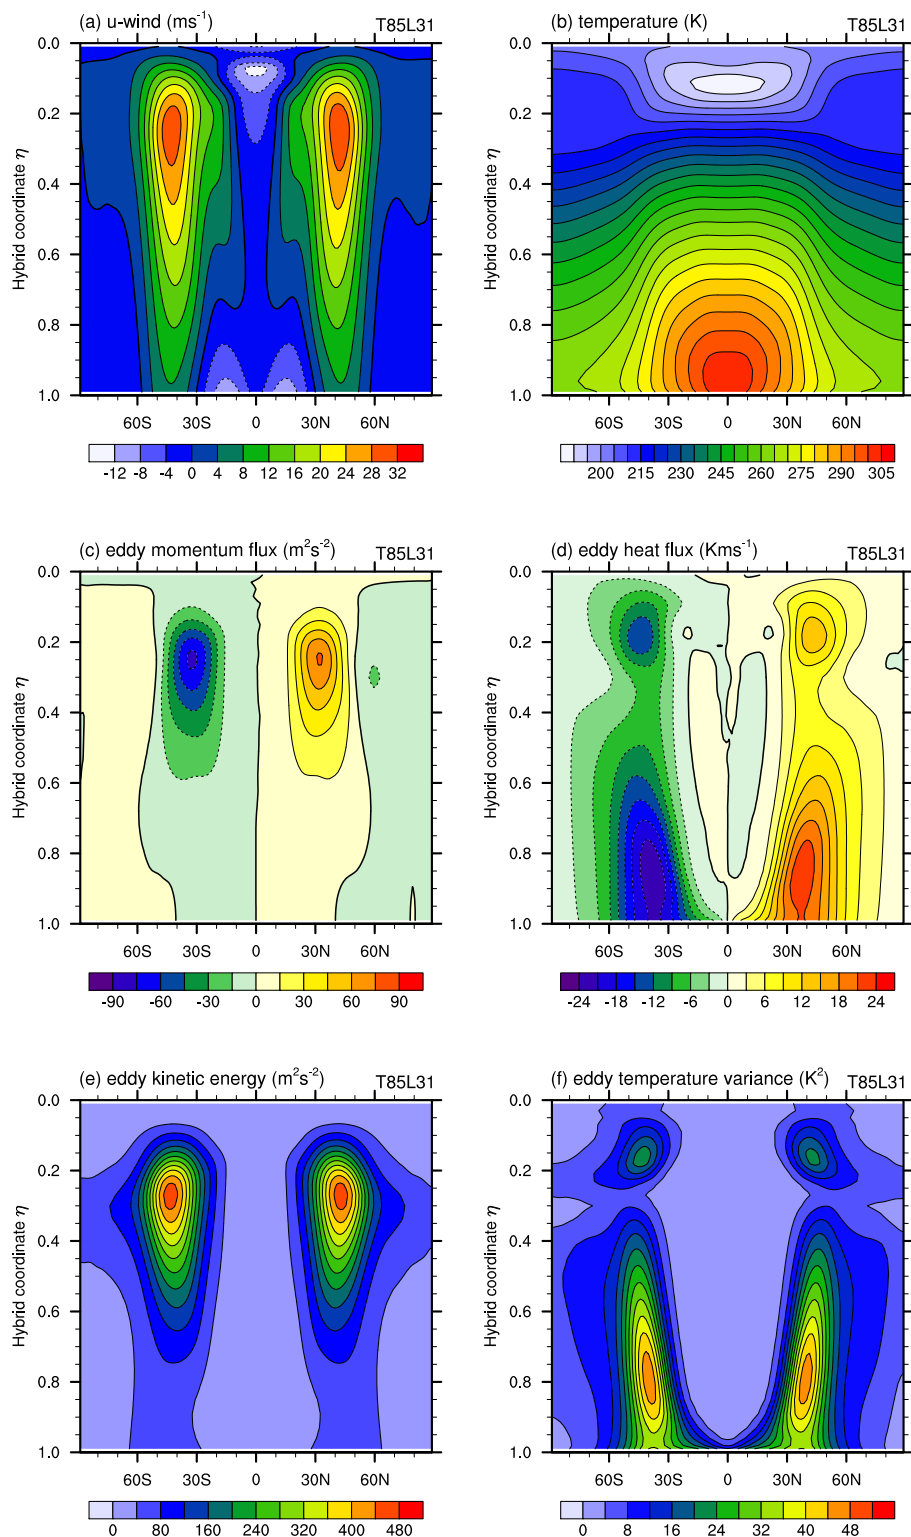 (a) u-wind (ms-1) T85L31
(b) temperature (K) T85L31
Hybrid coordinate η
0.0
0.2
0.4
0.6
0.8
1.0
60S 30S 0 30N 60N
-12 -8 -4 0 4 8 12 16 20 24 28 32
Hybrid coordinate η
0.0
0.2
0.4
0.6
0.8
1.0
60S 30S 0 30N 60N
200 215 230 245 260 275 290 305
(c) eddy momentum flux (m2s-2) T85L31
(d) eddy heat flux (Kms-1) T85L31
Hybrid coordinate η
0.0
0.2
0.4
0.6
0.8
1.0
60S 30S 0 30N 60N
-90 -60 -30 0 30 60 90
Hybrid coordinate η
0.0
0.2
0.4
0.6
0.8
1.0
60S 30S 0 30N 60N
-24 -18 -12 -6 0 6 12 18 24
(e) eddy kinetic energy (m2s-2) T85L31
(f) eddy temperature variance (K2) T85L31
Hybrid coordinate η
0.0
0.2
0.4
0.6
0.8
1.0
60S 30S 0 30N 60N
0 80 160 240 320 400 480
Hybrid coordinate η
0.0
0.2
0.4
0.6
0.8
1.0
60S 30S 0 30N 60N
0 8 16 24 32 40 48